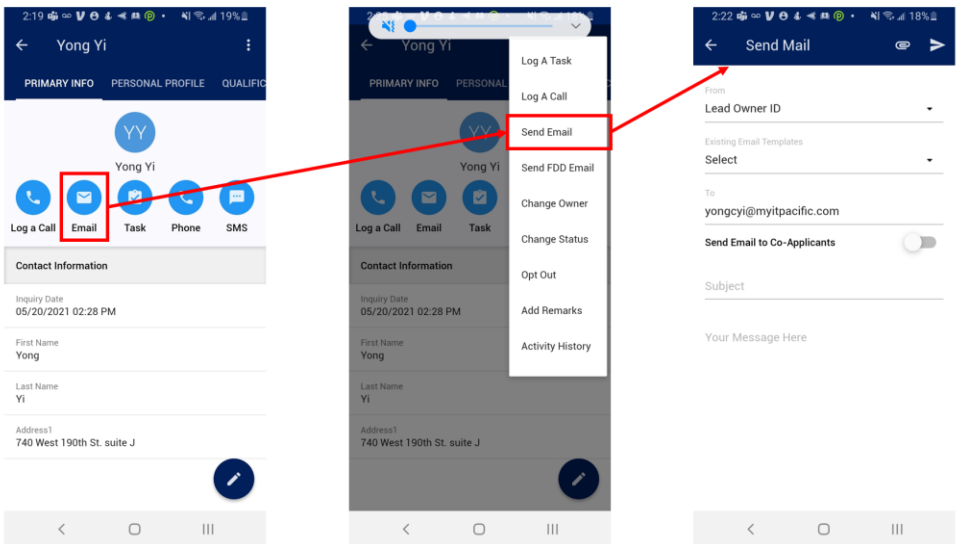 2:19
19%
Yong Yi
PRIMARY INFO PERSONAL PROFILE QUALIFIC
YY
Yong Yi
Log a Call Email Task Phone SMS
Contact Information
Inquiry Date
05/20/2021 02:28 PM
First Name
Yong
Last Name
Yi
Address1
740 West 190th St. suite J
Yong Yi
PRIMARY INFO PERSONAL
YY
Yong Yi
Log a Call Email Task
Contact Information
Inquiry Date
05/20/2021 02:28 PM
First Name
Yong
Last Name
Yi
Address1
740 West 190th St. suite J
Log A Task
Log A Call
Send Email
Send FDD Email
Change Owner
Change Status
Opt Out
Add Remarks
Activity History
2:22
18%
Send Mail
From
Lead Owner ID
Existing Email Templates
Select
To
yongcyi@myitpacific.com
Send Email to Co-Applicants
Subject
Your Message Here